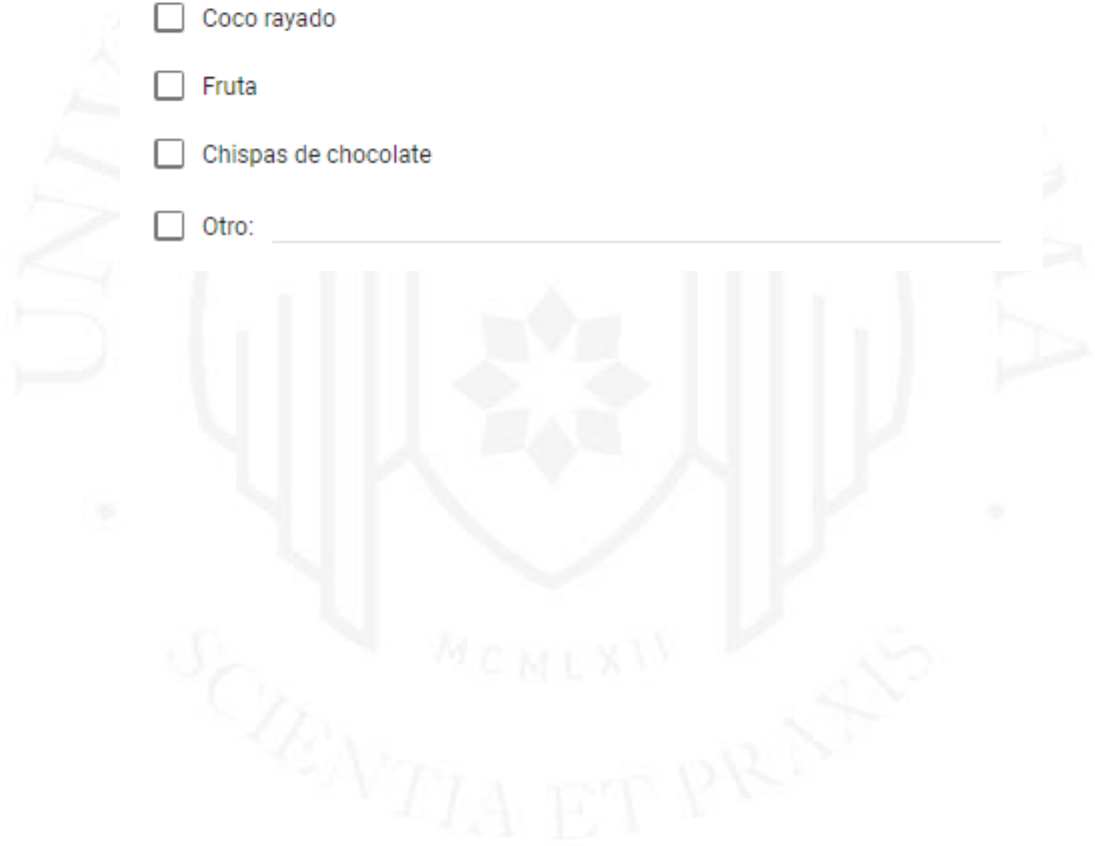 Coco rayado
Fruta
Chispas de chocolate
Otro:
MCMLXII
SCIENTIA ET PRAXIS